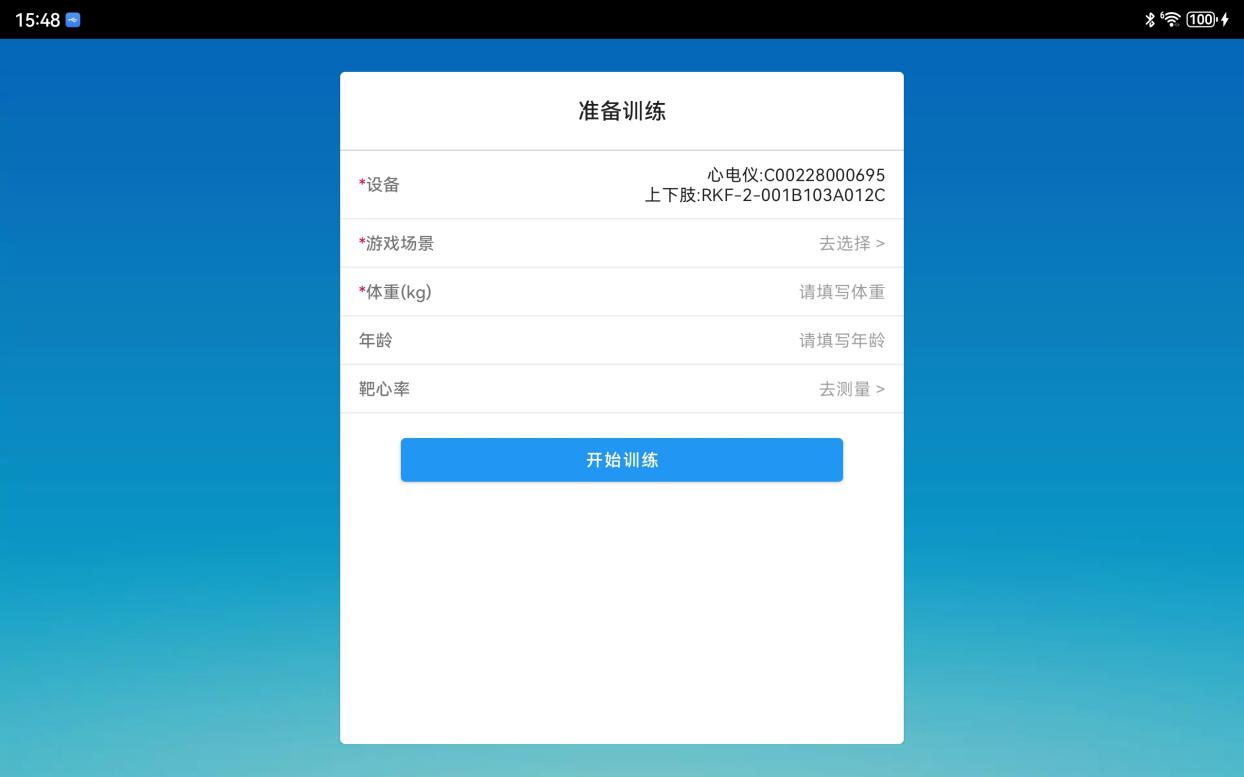 15:48
6 100
准备训练
*设备
心电仪:C00228000695
上下肢:RKF-2-001B103A012C
*游戏场景 去选择 >
*体重(kg) 请填写体重
年龄 请填写年龄
靶心率 去测量 >
开始训练